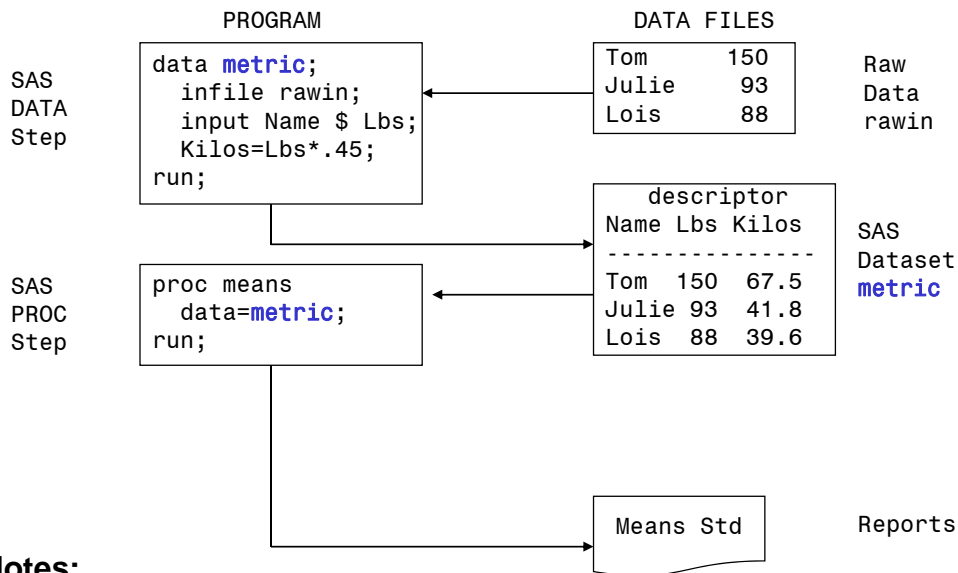 PROGRAM
DATA FILES
SAS
DATA
Step
data metric;
infile rawin;
input Name $ Lbs;
Kilos=Lbs*.45;
run;
Tom 150
Julie 93
Lois 88
Raw
Data
rawin
descriptor
Name Lbs Kilos
---------------
Tom 150 67.5
Julie 93 41.8
Lois 88 39.6
SAS
Dataset
metric
SAS
PROC
Step
proc means
data=metric;
run;
Means Std
Reports